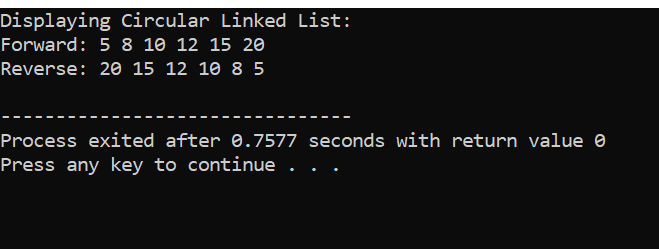 Displaying Circular Linked List:
Forward: 5 8 10 12 15 20
Reverse: 20 15 12 10 8 5
--------------------------------
Process exited after 0.7577 seconds with return value 0
Press any key to continue . . .